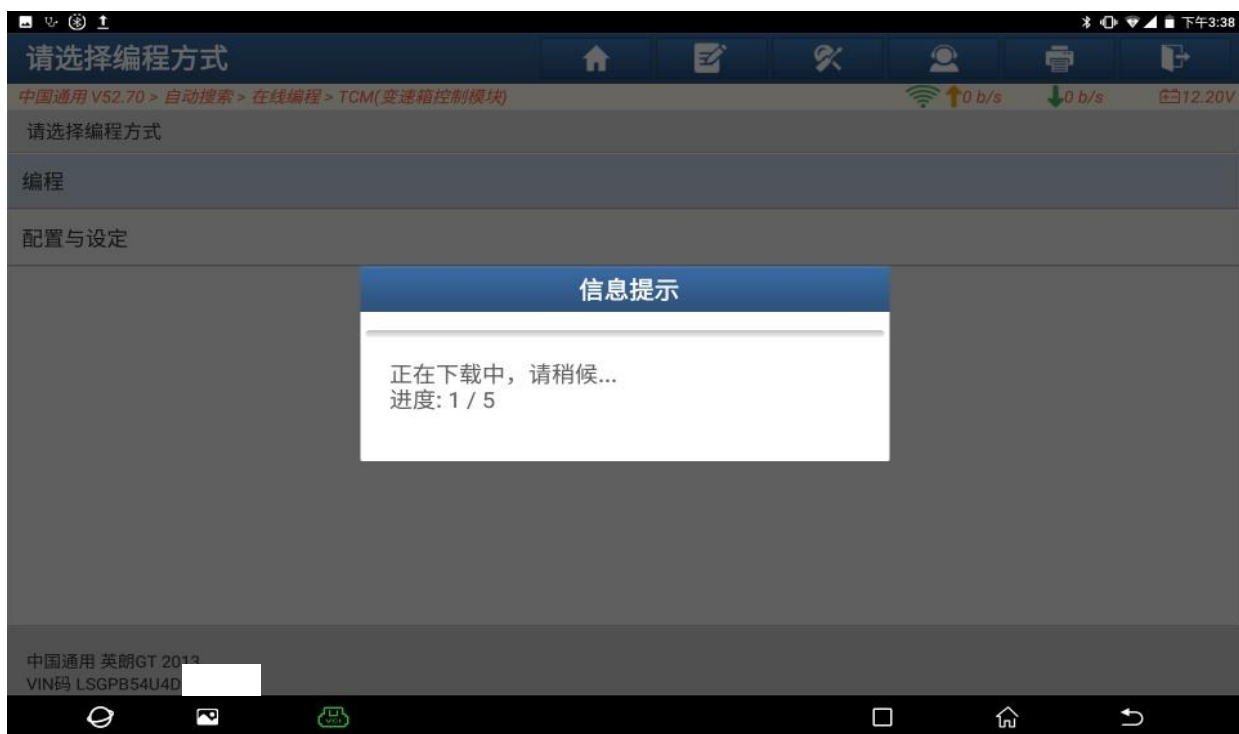 下午3:38
请选择编程方式
中国通用 V52.70 > 自动搜索 > 在线编程 > TCM(变速箱控制模块)
0 b/s
0 b/s
12.20V
请选择编程方式
编程
配置与设定
信息提示
正在下载中，请稍候...
进度: 1 / 5
中国通用 英朗GT 2013
VIN码 LSGPB54U4D
VCI